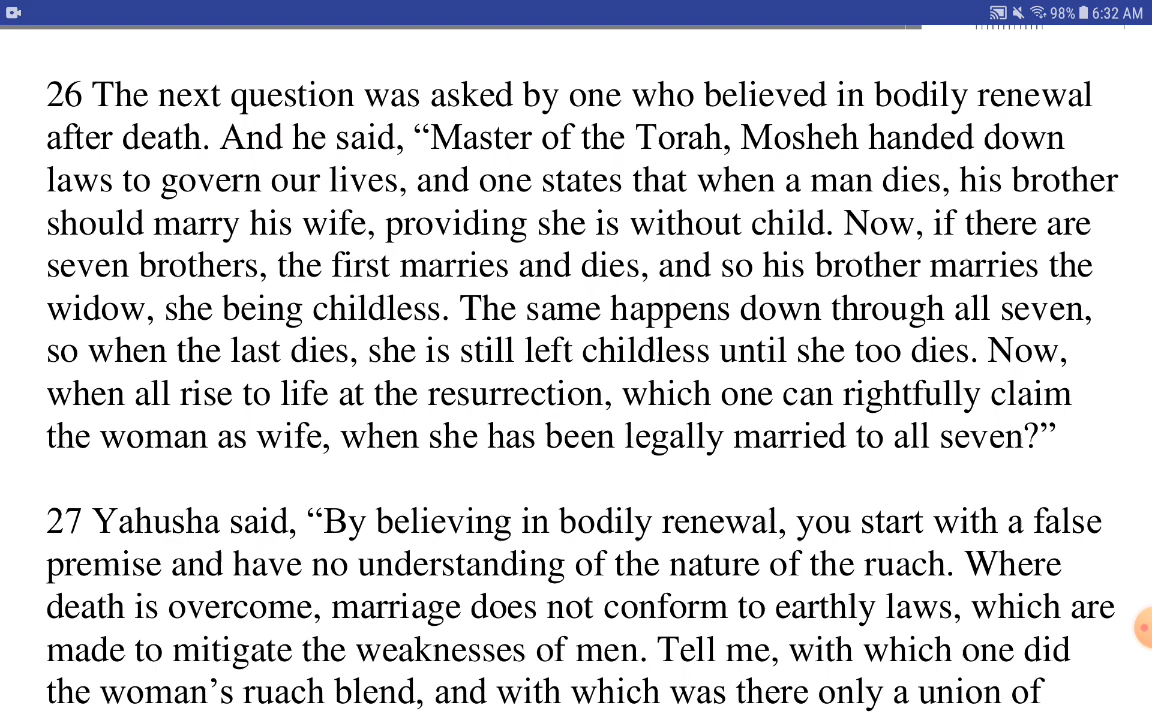 98% 6:32 AM
26 The next question was asked by one who believed in bodily renewal
after death. And he said, “Master of the Torah, Mosheh handed down
laws to govern our lives, and one states that when a man dies, his brother
should marry his wife, providing she is without child. Now, if there are
seven brothers, the first marries and dies, and so his brother marries the
widow, she being childless. The same happens down through all seven,
so when the last dies, she is still left childless until she too dies. Now,
when all rise to life at the resurrection, which one can rightfully claim
the woman as wife, when she has been legally married to all seven?”
27 Yahusha said, “By believing in bodily renewal, you start with a false
premise and have no understanding of the nature of the ruach. Where
death is overcome, marriage does not conform to earthly laws, which are
made to mitigate the weaknesses of men. Tell me, with which one did
the woman’s ruach blend, and with which was there only a union of